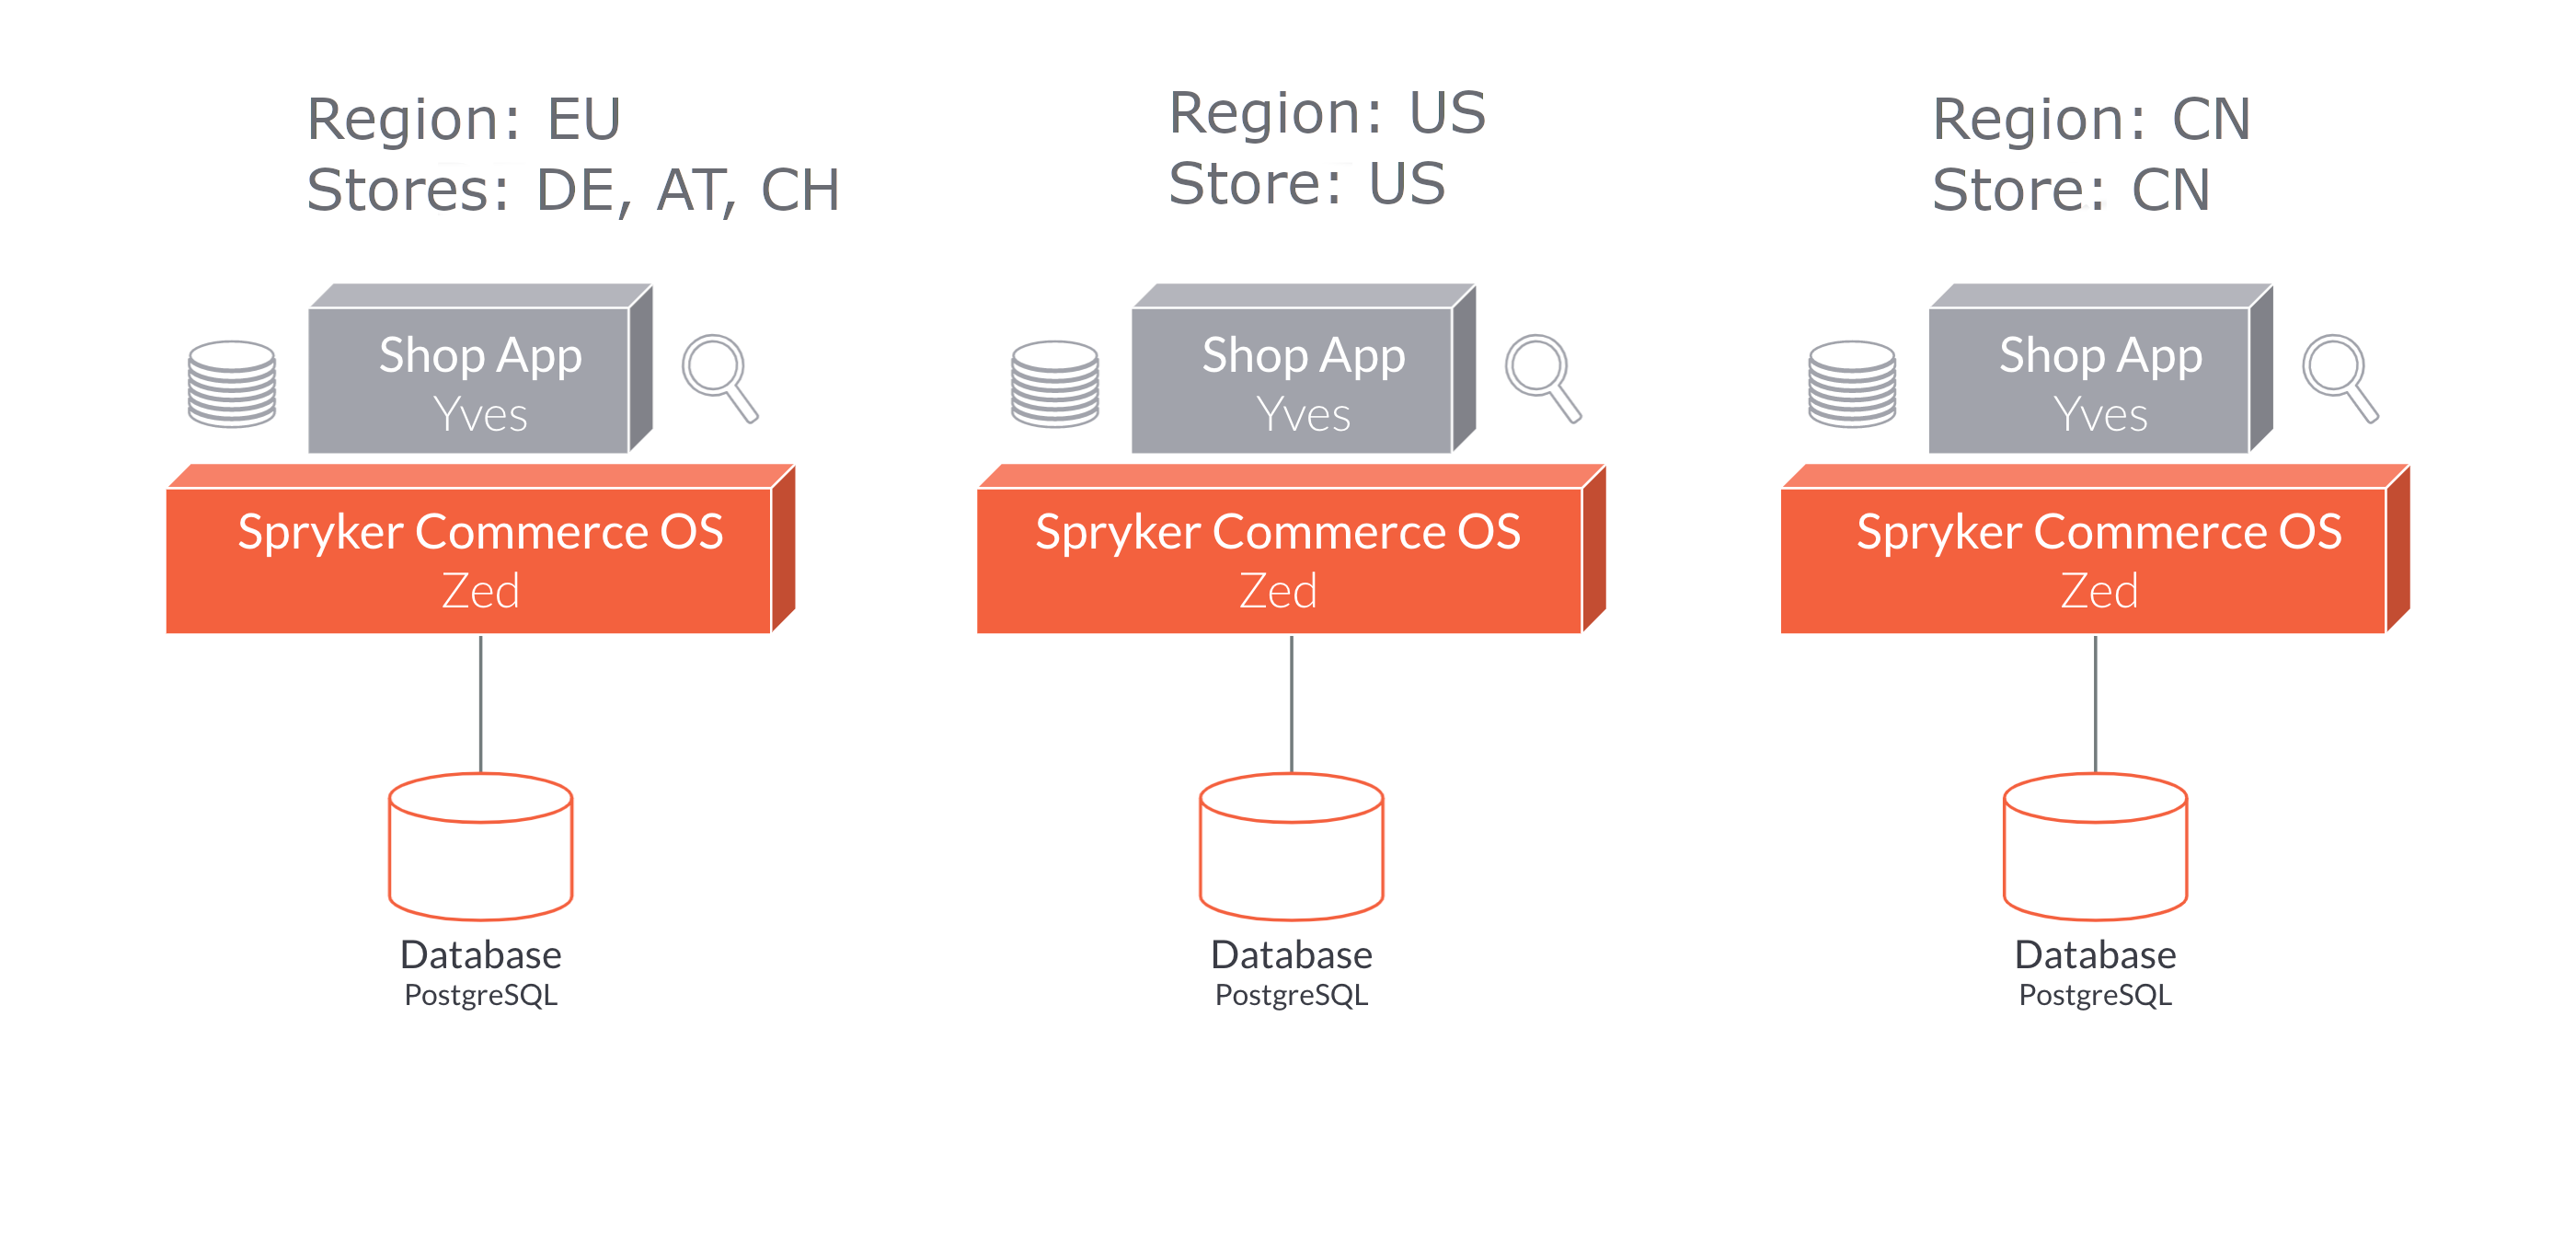 Region: EU
Stores: DE, AT, CH
Shop App
Yves
Spryker Commerce OS
Zed
Database
PostgreSQL
Region: US
Store: US
Shop App
Yves
Spryker Commerce OS
Zed
Database
PostgreSQL
Region: CN
Store: CN
Shop App
Yves
Spryker Commerce OS
Zed
Database
PostgreSQL